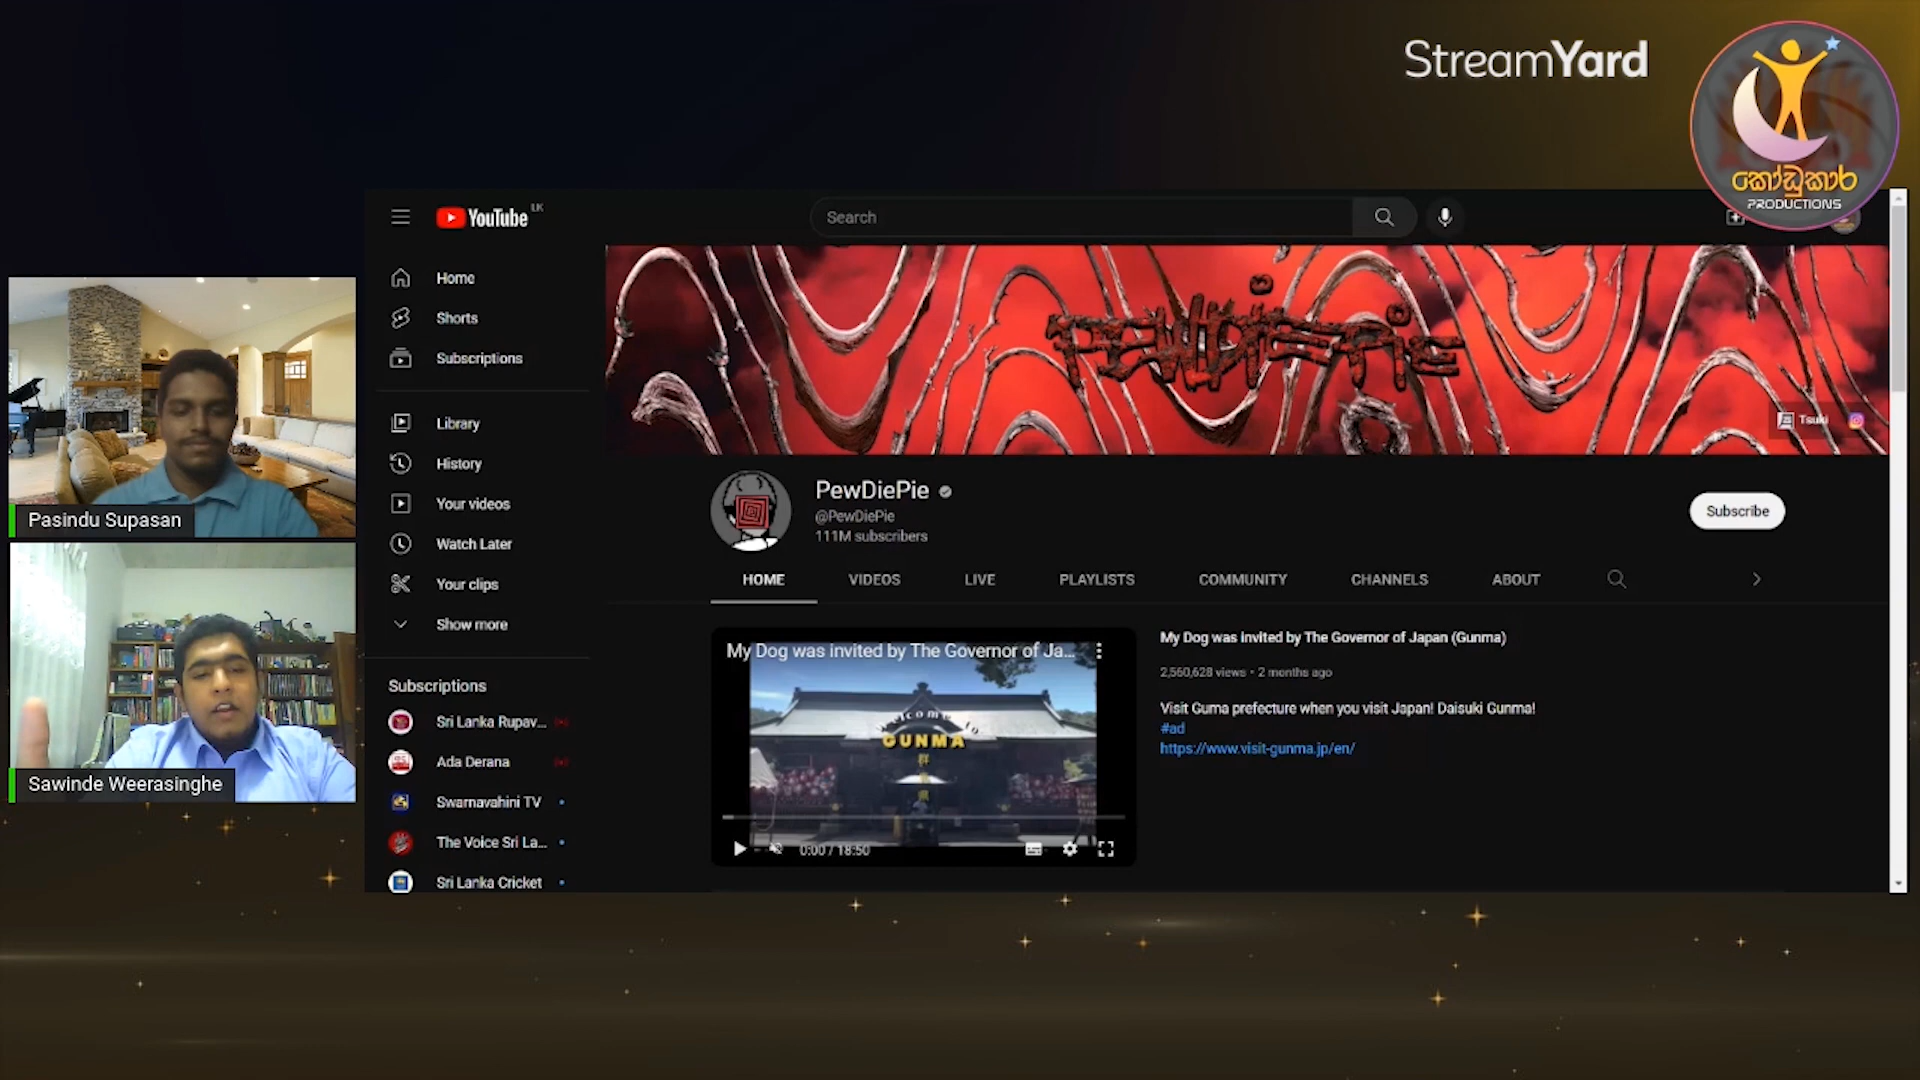 StreamYard
කෝඩුකාර
PRODUCTIONS
YouTube LK
Search
Home
Shorts
Subscriptions
Library
History
Your videos
Watch Later
Your clips
Show more
Subscriptions
Sri Lanka Rupav...
Ada Derana
Swarnavahini TV
The Voice Sri La...
Sri Lanka Cricket
Pasindu Supasan
Sawinde Weerasinghe
PEWDiEPiE
Tsuki
PewDiePie
@PewDiePie
111M subscribers
Subscribe
HOME
VIDEOS
LIVE
PLAYLISTS
COMMUNITY
CHANNELS
ABOUT
My Dog was invited by The Governor of Ja...
Welcome to
GUNMA
0:00 / 18:50
My Dog was invited by The Governor of Japan (Gunma)
2,560,628 views • 2 months ago
Visit Guma prefecture when you visit Japan! Daisuki Gunma!
#ad
https://www.visit-gunma.jp/en/